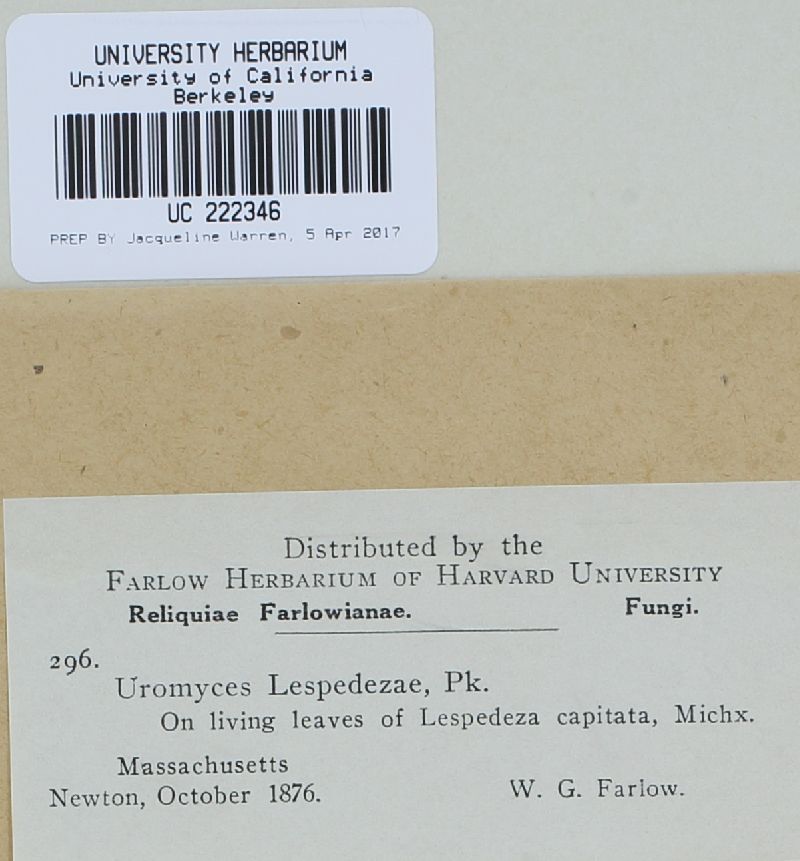 UNIVERSITY HERBARIUM
University of California
Berkeley
UC 222346
PREP BY Jacqueline Warren, 5 Apr 2017
Distributed by the
FARLOW HERBARIUM OF HARVARD UNIVERSITY
Reliquiae Farlowianae. Fungi.
296.
Uromyces Lespedezae, Pk.
On living leaves of Lespedeza capitata, Michx.
Massachusetts
Newton, October 1876. W. G. Farlow.